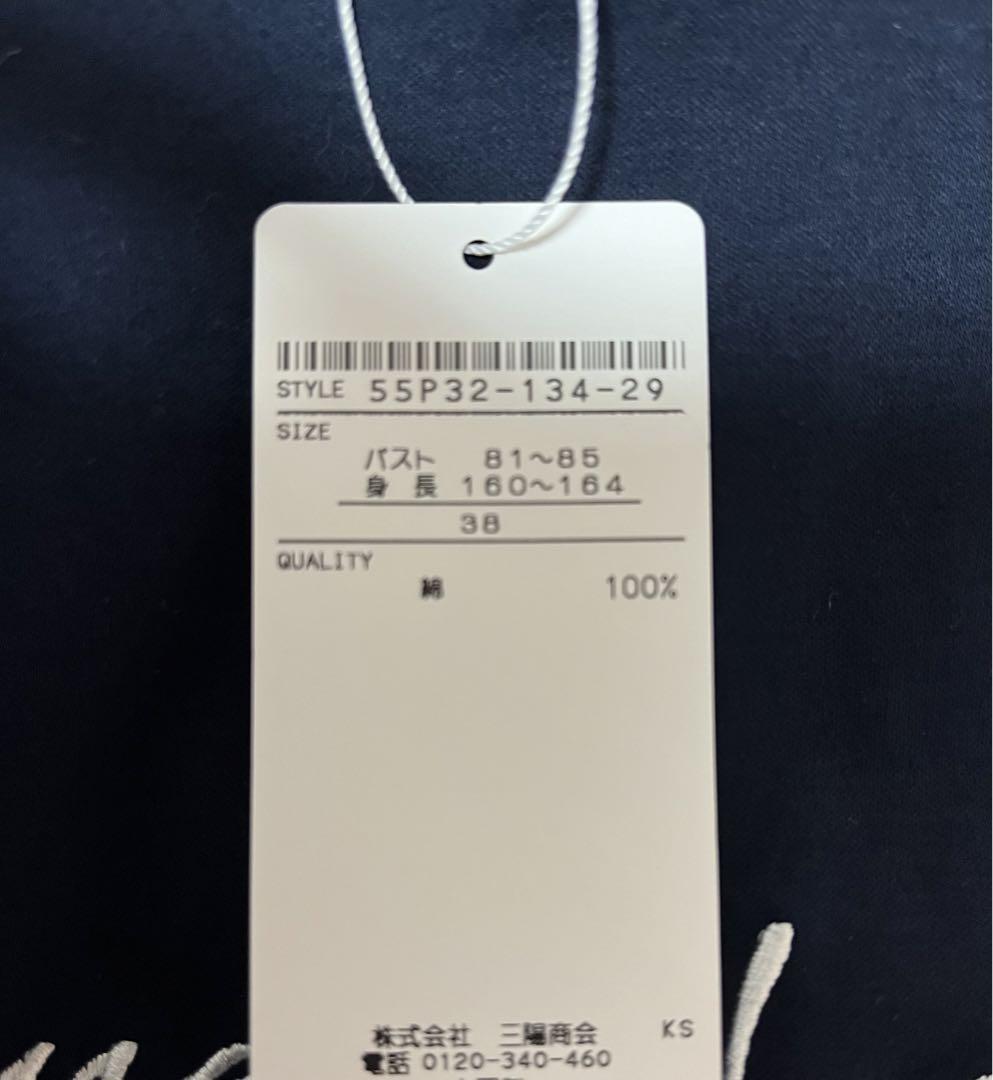 STYLE 55P32-134-29
SIZE
バスト 81~85
身長 160~164
38
QUALITY
綿 100%
株式会社 三陽商会 KS
電話 0120-340-460